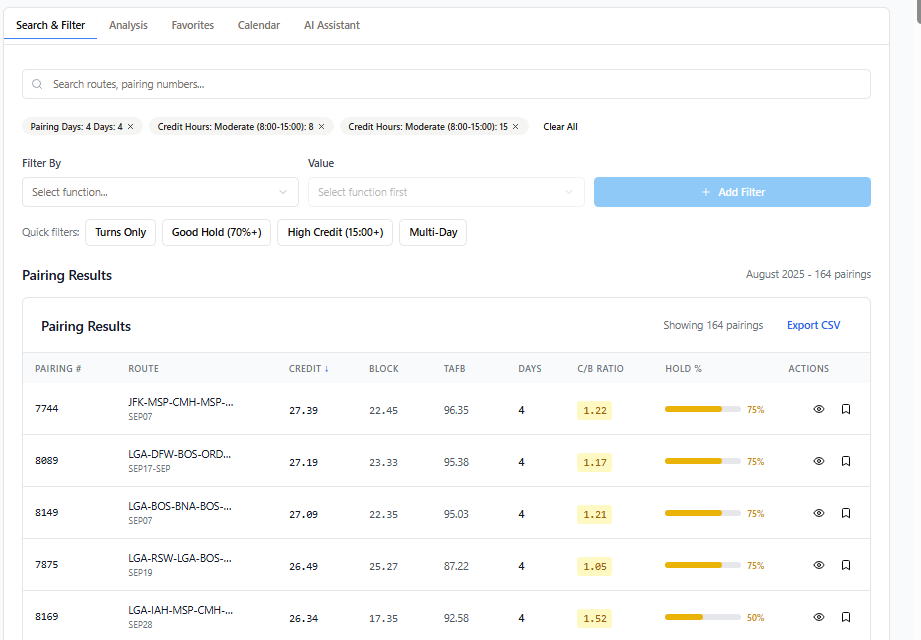 Search & Filter Analysis Favorites Calendar AI Assistant
Search routes, pairing numbers...
Pairing Days: 4 Days: 4 × Credit Hours: Moderate (8:00-15:00): 8 × Credit Hours: Moderate (8:00-15:00): 15 × Clear All
Filter By Value
Select function... Select function first + Add Filter
Quick filters: Turns Only Good Hold (70%+) High Credit (15:00+) Multi-Day
Pairing Results August 2025 - 164 pairings
Pairing Results Showing 164 pairings Export CSV
PAIRING # ROUTE CREDIT ↓ BLOCK TAFB DAYS C/B RATIO HOLD % ACTIONS
7744 JFK-MSP-CMH-MSP-... 27.39 22.45 96.35 4 1.22 75%
SEP07
8089 LGA-DFW-BOS-ORD... 27.19 23.33 95.38 4 1.17 75%
SEP17-SEP
8149 LGA-BOS-BNA-BOS-... 27.09 22.35 95.03 4 1.21 75%
SEP07
7875 LGA-RSW-LGA-BOS-... 26.49 25.27 87.22 4 1.05 75%
SEP19
8169 LGA-IAH-MSP-CMH-... 26.34 17.35 92.58 4 1.52 50%
SEP28